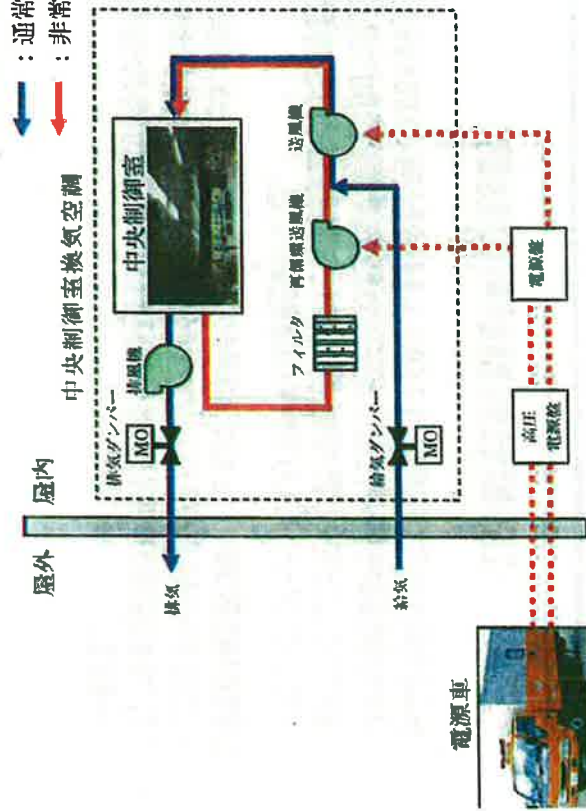 ：通常
：非常
中央制御室換気空調
屋外
屋内
中央制御室
排風機
排気ダンパー
MO
排気
フィルタ
再循環送風機
送風機
給気ダンパー
MO
給気
電源車
高圧
電源盤
電源盤